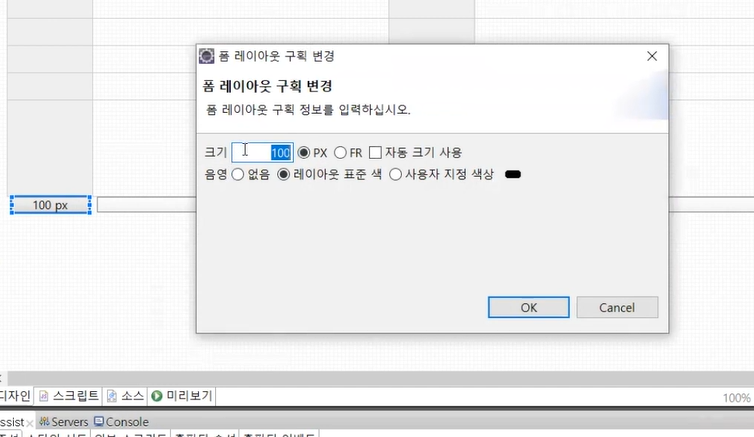 폼 레이아웃 구획 변경
폼 레이아웃 구획 변경
폼 레이아웃 구획 정보를 입력하십시오.
크기 100 PX FR 자동 크기 사용
음영 없음 레이아웃 표준 색 사용자 지정 색상
100 px
OK Cancel
디자인 스크립트 소스 미리보기
100%
Servers Console